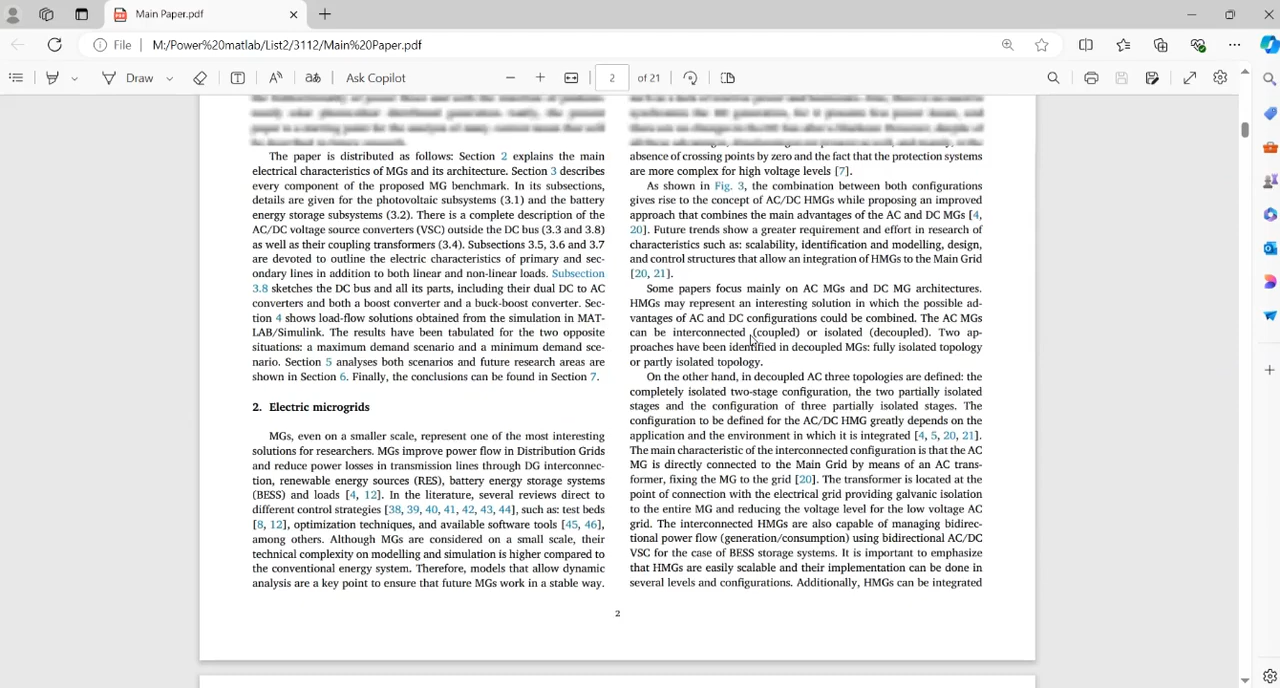 Main Paper.pdf
File
M:/Power%20matlab/List2/3112/Main%20Paper.pdf
Draw
Ask Copilot
2
of 21
The paper is distributed as follows: Section 2 explains the main
electrical characteristics of MGs and its architecture. Section 3 describes
every component of the proposed MG benchmark. In its subsections,
details are given for the photovoltaic subsystems (3.1) and the battery
energy storage subsystems (3.2). There is a complete description of the
AC/DC voltage source converters (VSC) outside the DC bus (3.3 and 3.8)
as well as their coupling transformers (3.4). Subsections 3.5, 3.6 and 3.7
are devoted to outline the electric characteristics of primary and sec-
ondary lines in addition to both linear and non-linear loads. Subsection
3.8 sketches the DC bus and all its parts, including their dual DC to AC
converters and both a boost converter and a buck-boost converter. Sec-
tion 4 shows load-flow solutions obtained from the simulation in MAT-
LAB/Simulink. The results have been tabulated for the two opposite
situations: a maximum demand scenario and a minimum demand sce-
nario. Section 5 analyses both scenarios and future research areas are
shown in Section 6. Finally, the conclusions can be found in Section 7.
2. Electric microgrids
MGs, even on a smaller scale, represent one of the most interesting
solutions for researchers. MGs improve power flow in Distribution Grids
and reduce power losses in transmission lines through DG interconnec-
tion, renewable energy sources (RES), battery energy storage systems
(BESS) and loads [4, 12]. In the literature, several reviews direct to
different control strategies [38, 39, 40, 41, 42, 43, 44], such as: test beds
[8, 12], optimization techniques, and available software tools [45, 46],
among others. Although MGs are considered on a small scale, their
technical complexity on modelling and simulation is higher compared to
the conventional energy system. Therefore, models that allow dynamic
analysis are a key point to ensure that future MGs work in a stable way.
absence of crossing points by zero and the fact that the protection systems
are more complex for high voltage levels [7].
As shown in Fig. 3, the combination between both configurations
gives rise to the concept of AC/DC HMGs while proposing an improved
approach that combines the main advantages of the AC and DC MGs [4,
20]. Future trends show a greater requirement and effort in research of
characteristics such as: scalability, identification and modelling, design,
and control structures that allow an integration of HMGs to the Main Grid
[20, 21].
Some papers focus mainly on AC MGs and DC MG architectures.
HMGs may represent an interesting solution in which the possible ad-
vantages of AC and DC configurations could be combined. The AC MGs
can be interconnected (coupled) or isolated (decoupled). Two ap-
proaches have been identified in decoupled MGs: fully isolated topology
or partly isolated topology.
On the other hand, in decoupled AC three topologies are defined: the
completely isolated two-stage configuration, the two partially isolated
stages and the configuration of three partially isolated stages. The
configuration to be defined for the AC/DC HMG greatly depends on the
application and the environment in which it is integrated [4, 5, 20, 21].
The main characteristic of the interconnected configuration is that the AC
MG is directly connected to the Main Grid by means of an AC trans-
former, fixing the MG to the grid [20]. The transformer is located at the
point of connection with the electrical grid providing galvanic isolation
to the entire MG and reducing the voltage level for the low voltage AC
grid. The interconnected HMGs are also capable of managing bidirec-
tional power flow (generation/consumption) using bidirectional AC/DC
VSC for the case of BESS storage systems. It is important to emphasize
that HMGs are easily scalable and their implementation can be done in
several levels and configurations. Additionally, HMGs can be integrated
2